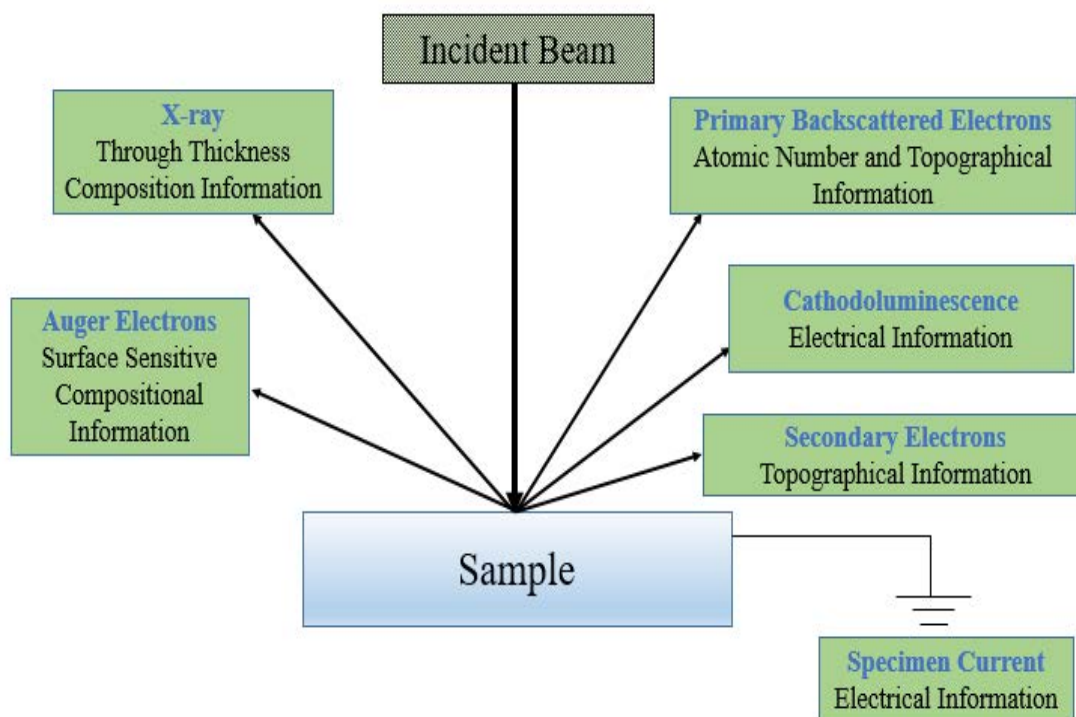 Incident Beam
X-ray
Through Thickness
Composition Information
Primary Backscattered Electrons
Atomic Number and Topographical
Information
Auger Electrons
Surface Sensitive
Compositional
Information
Cathodoluminescence
Electrical Information
Secondary Electrons
Topographical Information
Sample
Specimen Current
Electrical Information